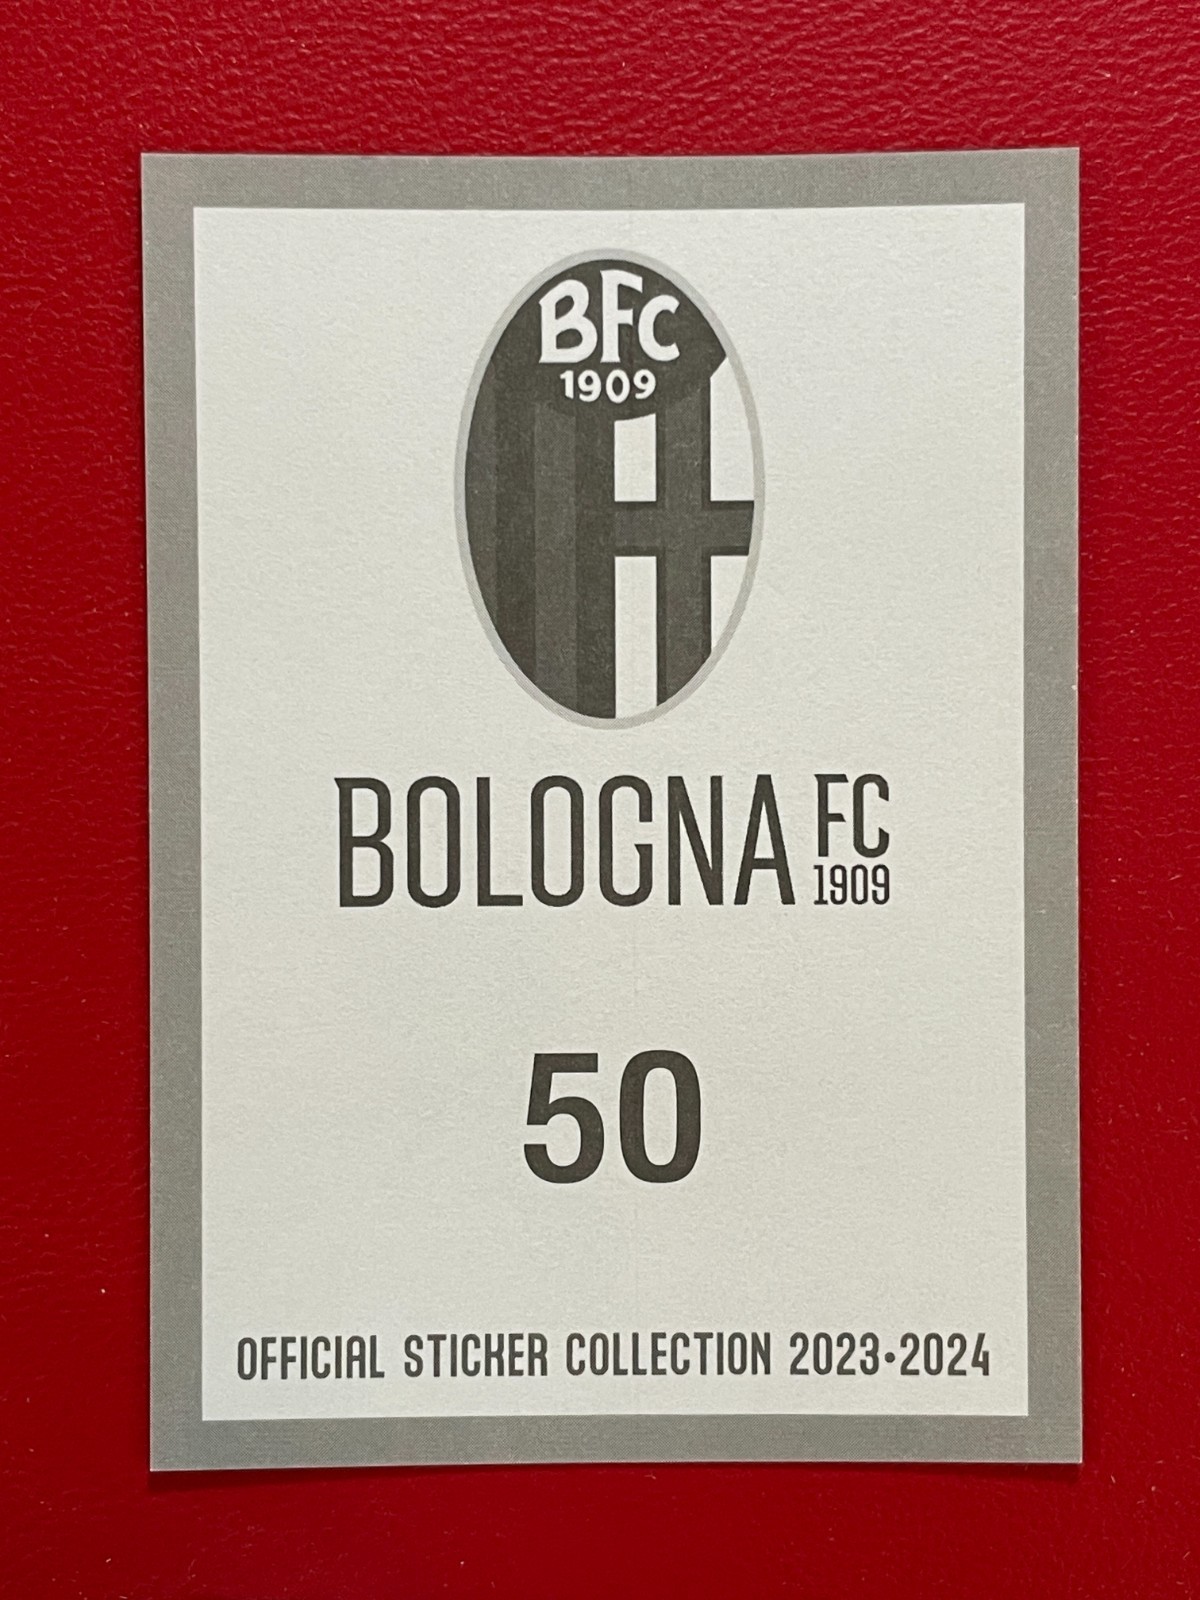 BFC
1909
BOLOGNA FC
1909
50
OFFICIAL STICKER COLLECTION 2023•2024